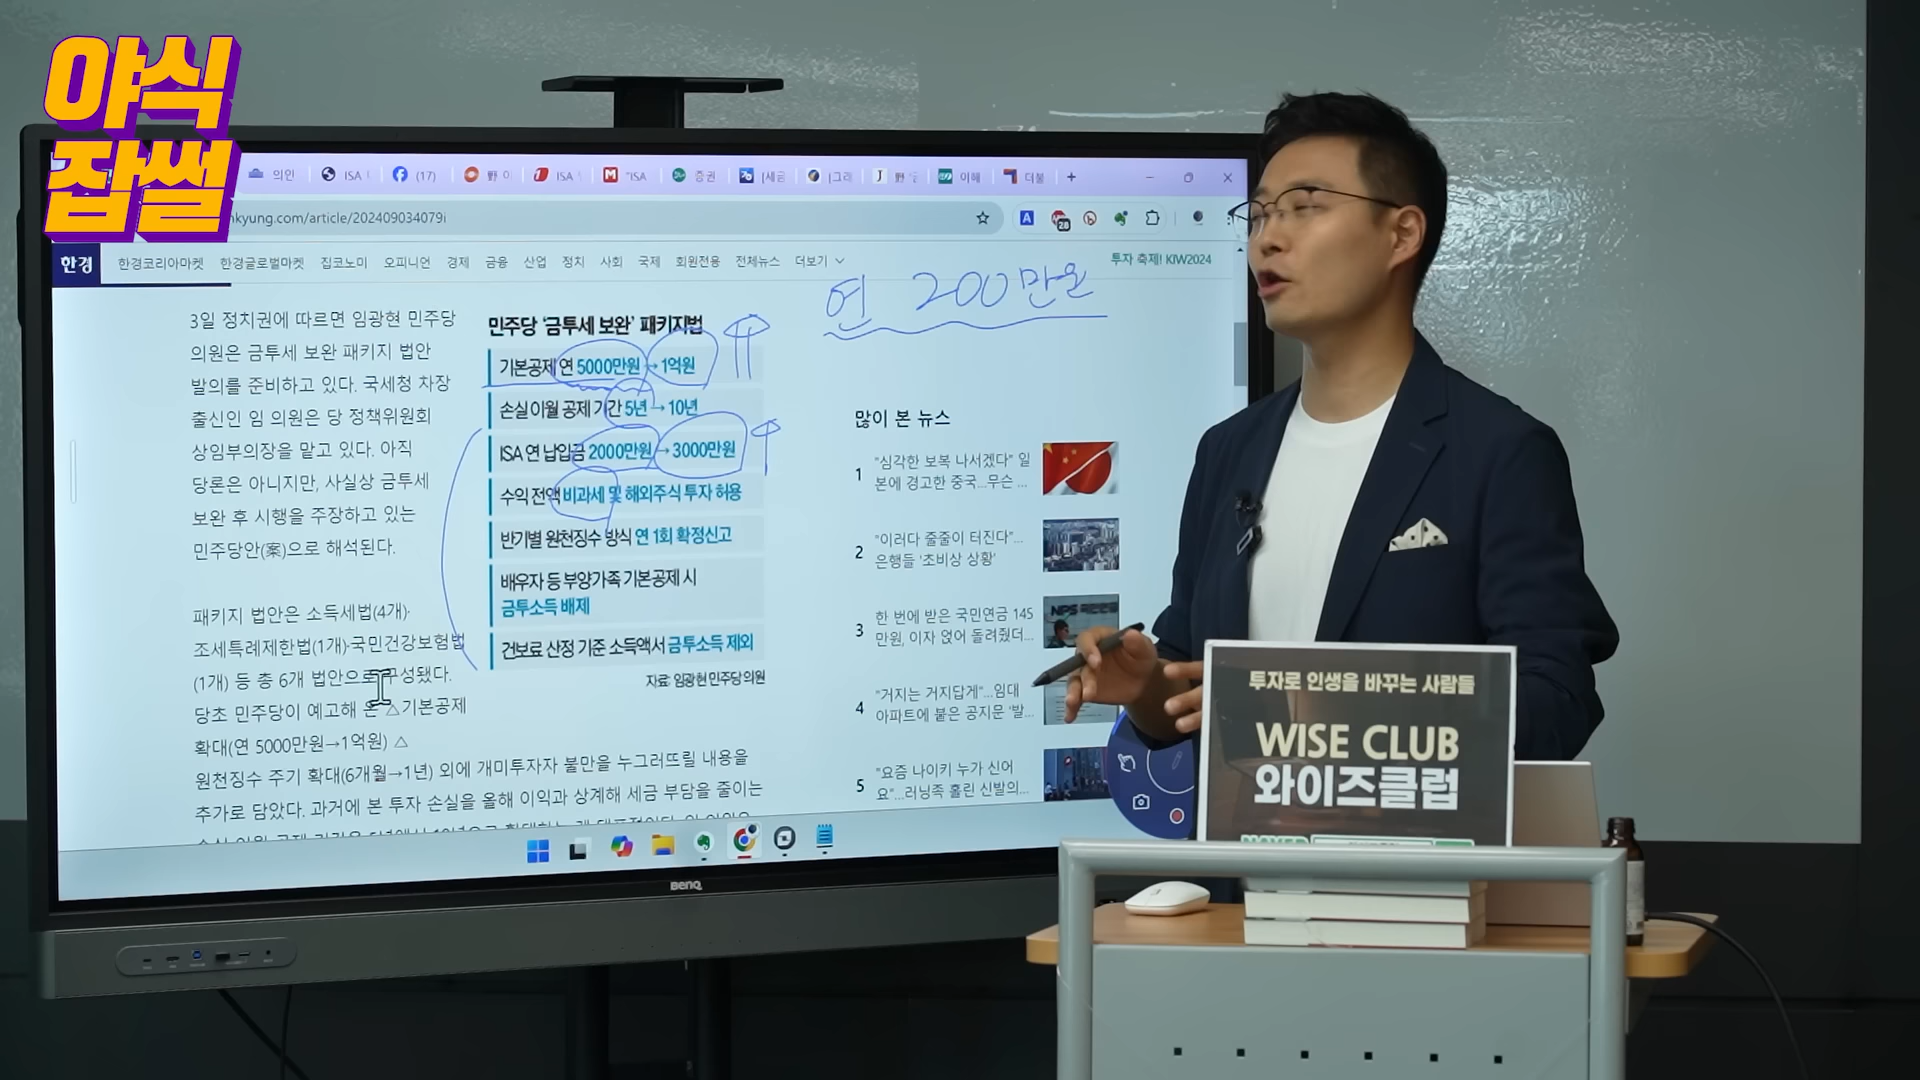 야식
잡썰
의인
ISA
(17)
野 이
ISA
"ISA
증권
[세금
[그래
이해
더불
kyung.com/article/202409034079i
한경
한경코리아마켓 한경글로벌마켓 집코노미 오피니언 경제 금융 산업 정치 사회 국제 회원전용 전체뉴스 더보기
투자 축제! KIW2024
연 200만원
3일 정치권에 따르면 임광현 민주당
의원은 금투세 보완 패키지 법안
발의를 준비하고 있다. 국세청 차장
출신인 임 의원은 당 정책위원회
상임부의장을 맡고 있다. 아직
당론은 아니지만, 사실상 금투세
보완 후 시행을 주장하고 있는
민주당안(案)으로 해석된다.
패키지 법안은 소득세법(4개)·
조세특례제한법(1개)·국민건강보험법
(1개) 등 총 6개 법안으로 구성됐다.
당초 민주당이 예고해 온 △기본공제
확대(연 5000만원→1억원) △
원천징수 주기 확대(6개월→1년) 외에 개미투자자 불만을 누그러뜨릴 내용을
추가로 담았다. 과거에 본 투자 손실을 올해 이익과 상계해 세금 부담을 줄이는
민주당 '금투세 보완' 패키지법
기본공제 연 5000만원 → 1억원
손실 이월 공제 기간 5년 → 10년
ISA 연 납입금 2000만원 → 3000만원
수익 전액 비과세 및 해외주식 투자 허용
반기별 원천징수 방식 연 1회 확정신고
배우자 등 부양가족 기본공제 시
금투소득 배제
건보료 산정 기준 소득액서 금투소득 제외
자료: 임광현 민주당 의원
많이 본 뉴스
1 "심각한 보복 나서겠다" 일
본에 경고한 중국...무슨 ...
2 "이러다 줄줄이 터진다"...
은행들 '초비상 상황'
3 한 번에 받은 국민연금 145
만원, 이자 얹어 돌려줬더...
4 "거지는 거지답게"...임대
아파트에 붙은 공지문 '발...
5 "요즘 나이키 누가 신어
요"...러닝족 홀린 신발의...
NPS
BenQ
투자로 인생을 바꾸는 사람들
WISE CLUB
와이즈클럽
NAVER